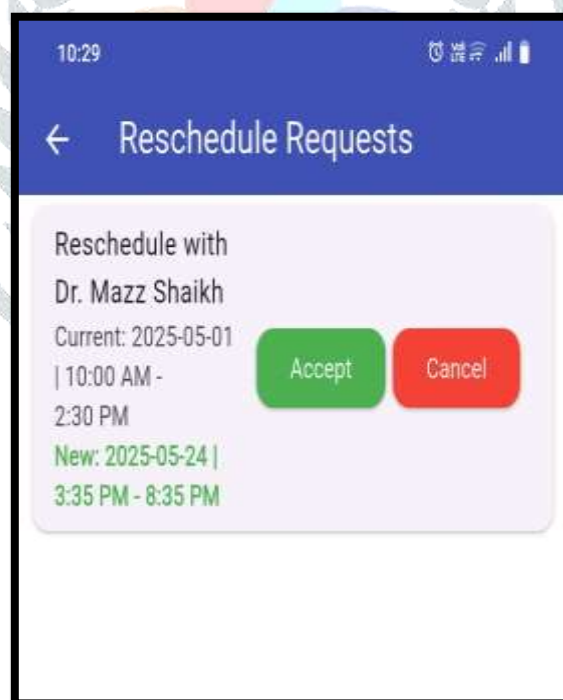 10:29
Reschedule Requests
Reschedule with
Dr. Mazz Shaikh
Current: 2025-05-01
| 10:00 AM -
2:30 PM
New: 2025-05-24 |
3:35 PM - 8:35 PM
Accept
Cancel